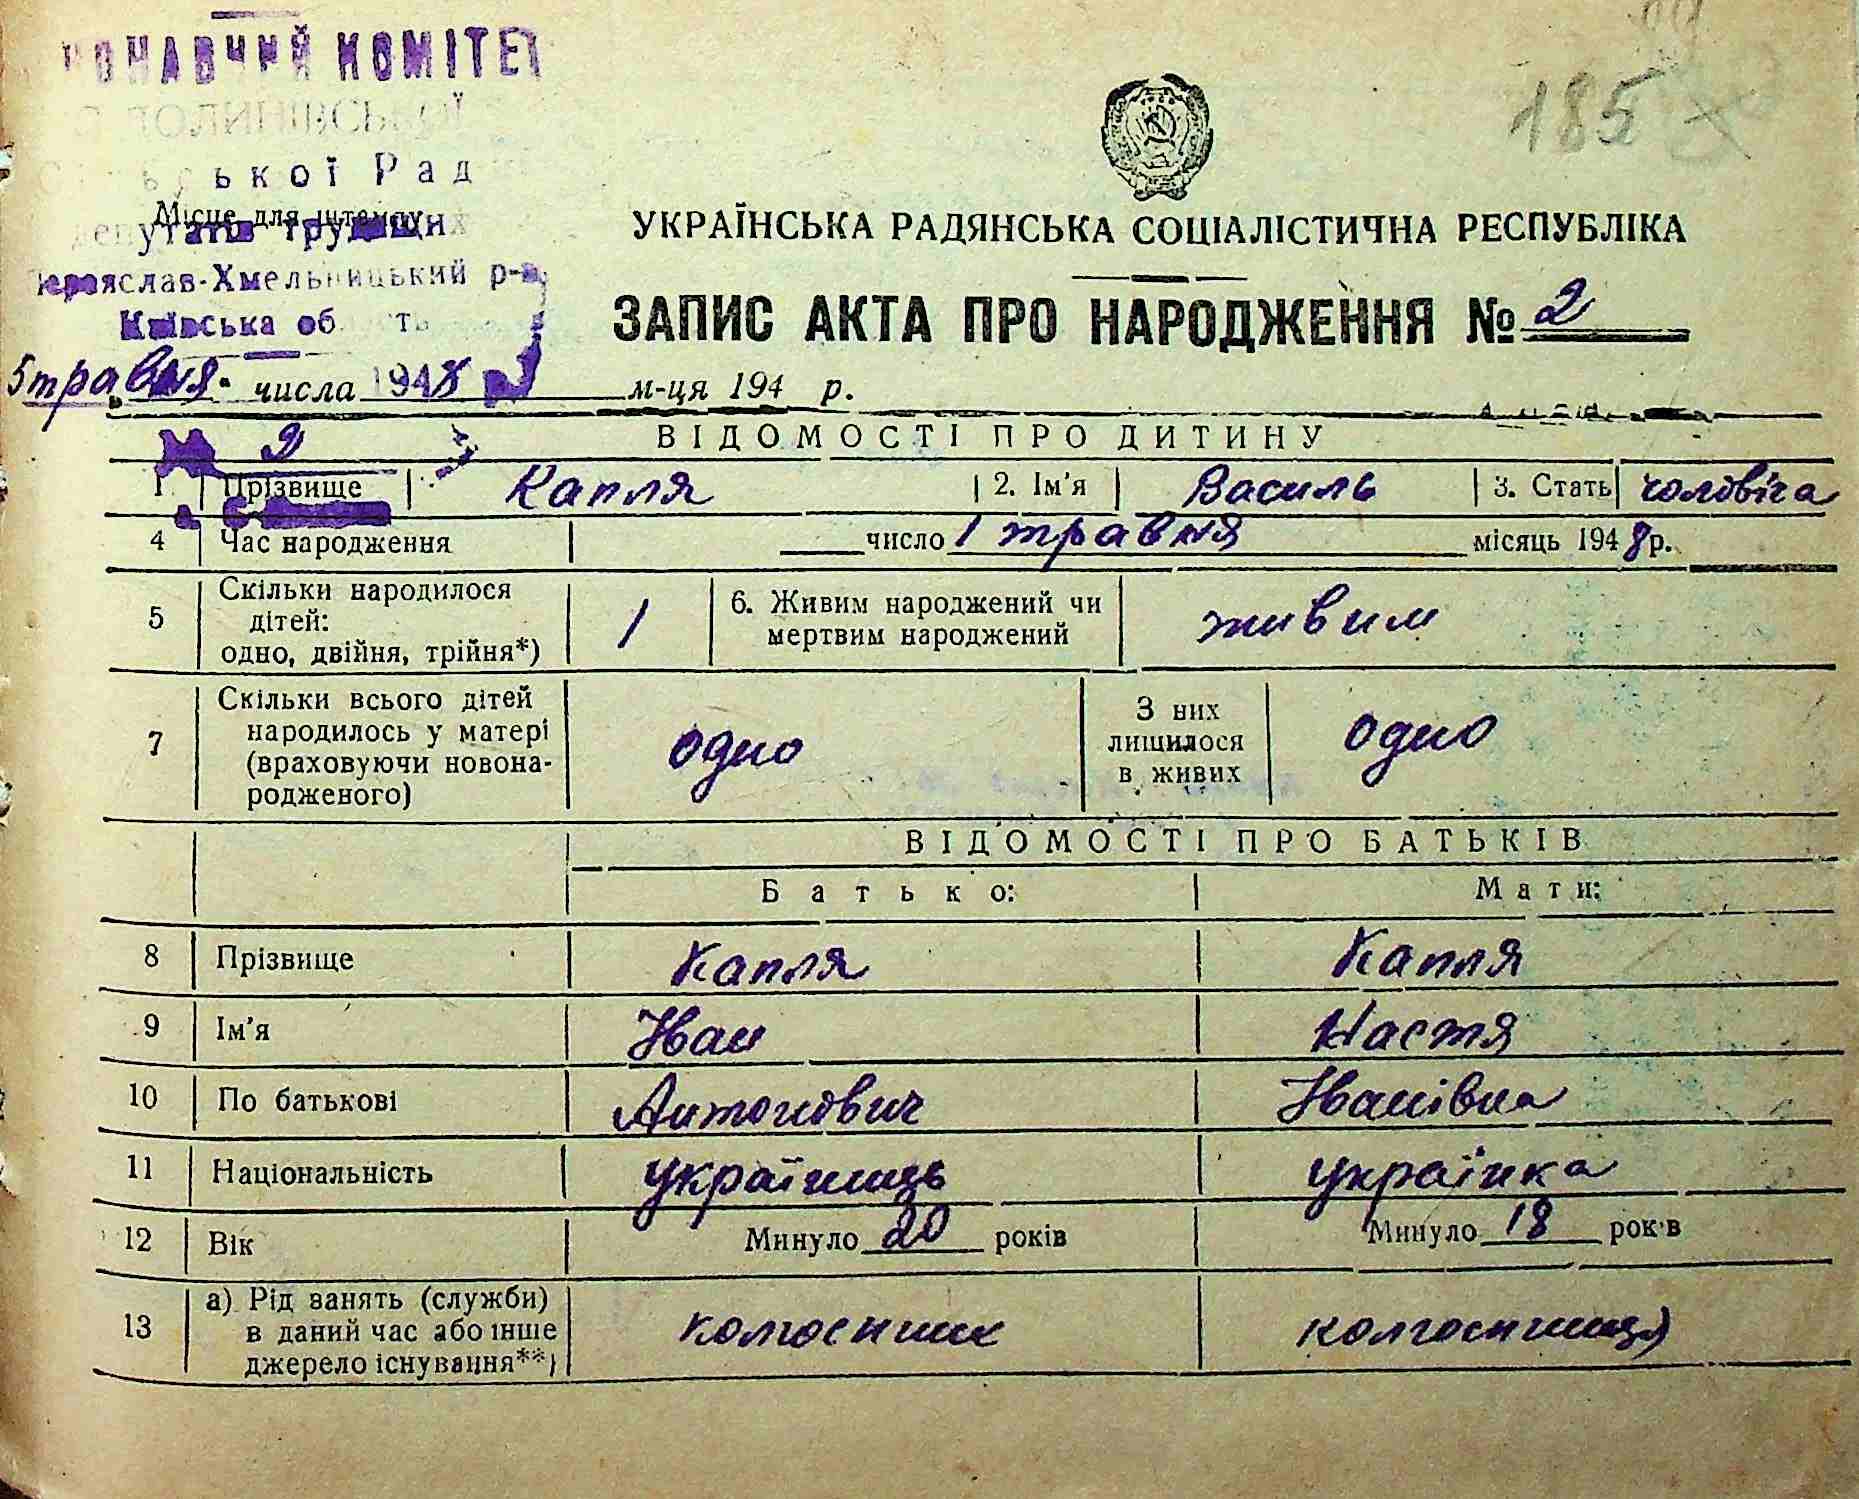 185
КОМІТЕ
ської Рад
Місце для штемпу
депутатів трудящих
Переяслав-Хмельницький р-н
Київська область
УКРАЇНСЬКА РАДЯНСЬКА СОЦІАЛІСТИЧНА РЕСПУБЛІКА
ЗАПИС АКТА ПРО НАРОДЖЕННЯ № 2
5 травня числа 1948 м-ця 194 р.
2
ВІДОМОСТІ ПРО ДИТИНУ
1 Прізвище Капля 2. Ім'я Василь 3. Стать чоловіча
4 Час народження число 1 травня місяць 1948 р.
5 Скільки народилося дітей: одно, двійня, трійня*) 1 6. Живим народжений чи мертвим народжений живим
7 Скільки всього дітей народилось у матері (враховуючи новонародженого) одно З них лишилося в живих одно
ВІДОМОСТІ ПРО БАТЬКІВ
Батько: Мати:
8 Прізвище Капля Капля
9 Ім'я Іван Настя
10 По батькові Антонович Іванівна
11 Національність українець українка
12 Вік Минуло 20 років Минуло 18 років
13 а) Рід занять (служби) в даний час або інше джерело існування**) колгоспник колгоспниця